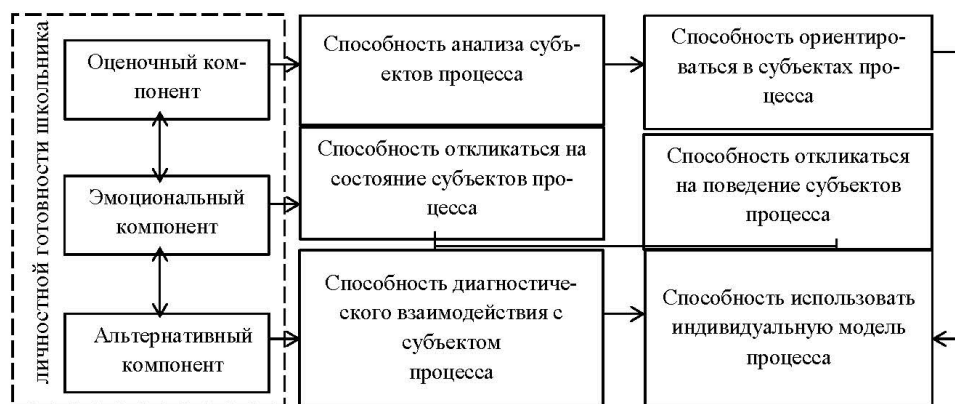 личностной готовности школьника
Оценочный ком-
понент
Эмоциональный
компонент
Альтернативный
компонент
Способность анализа субъ-
ектов процесса
Способность ориентиро-
ваться в субъектах про-
цесса
Способность откликаться на
состояние субъектов про-
цесса
Способность откликаться
на поведение субъектов
процесса
Способность диагностиче-
ского взаимодействия с
субъектом
процесса
Способность использовать
индивидуальную модель
процесса